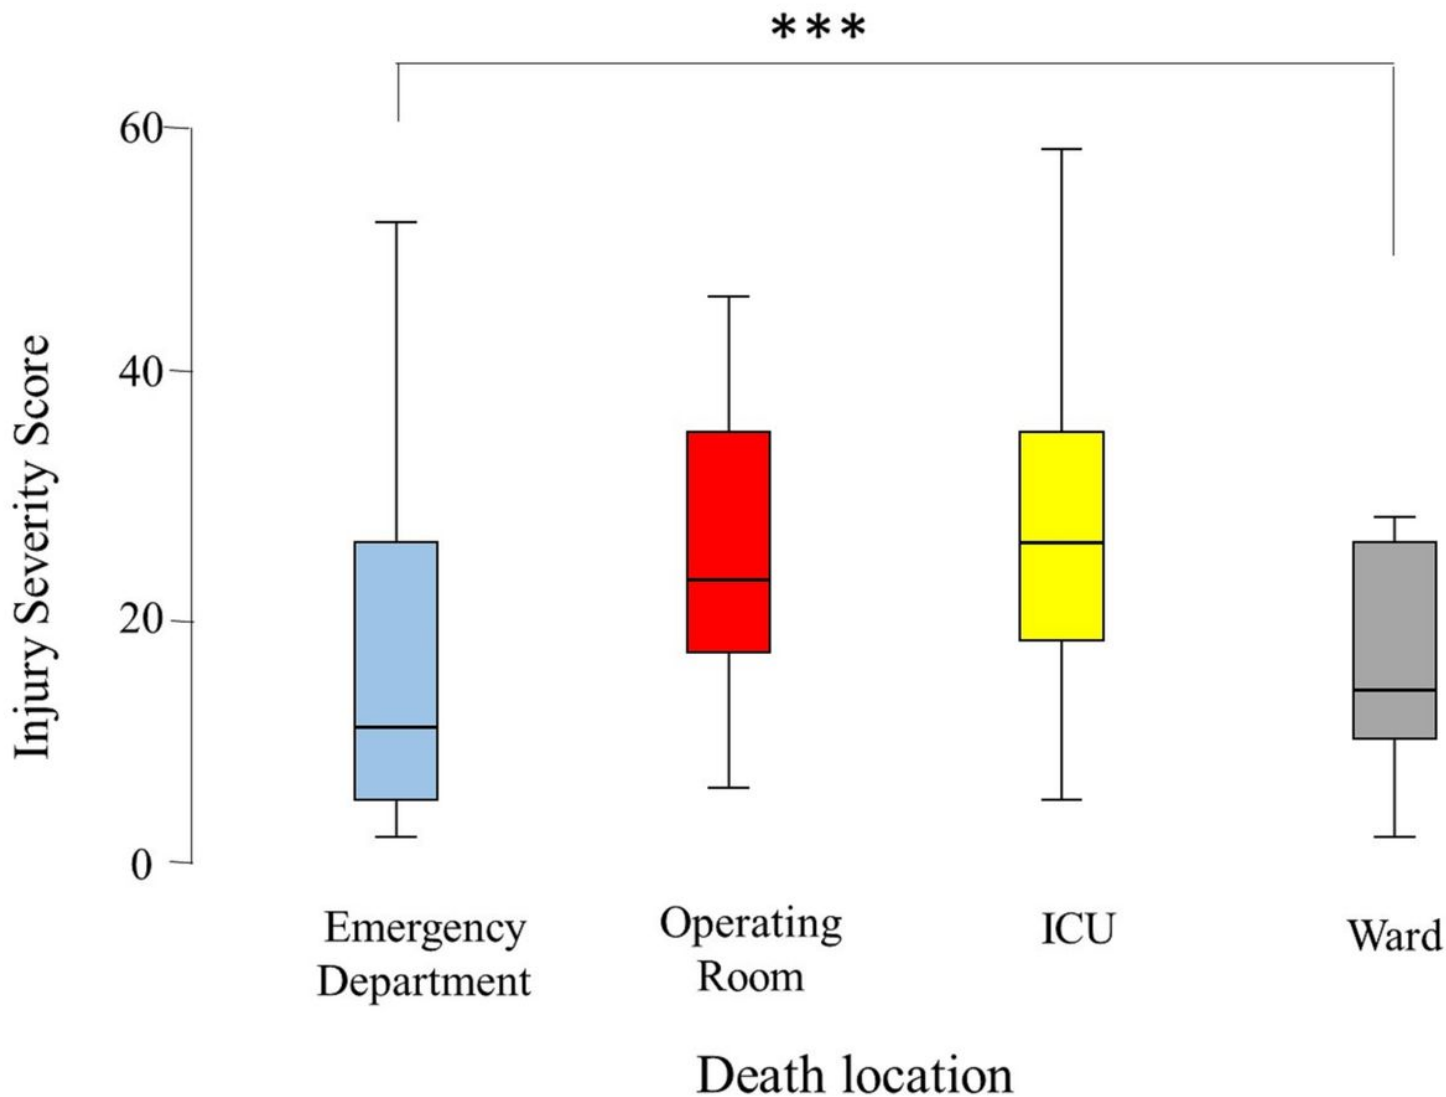 ***
60
40
20
0
Injury Severity Score
Emergency
Department
Operating
Room
ICU
Ward
Death location